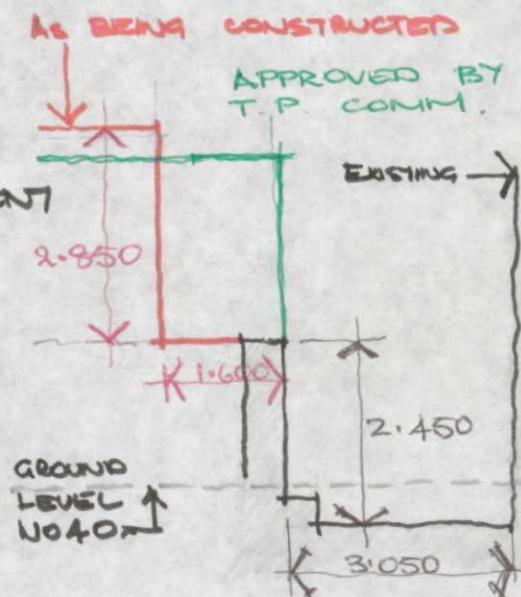 As BEING CONSTRUCTED
APPROVED BY
T.P. COMM.
EXISTING
2.850
1.600
2.450
GROUND
LEVEL
NO40
3.050